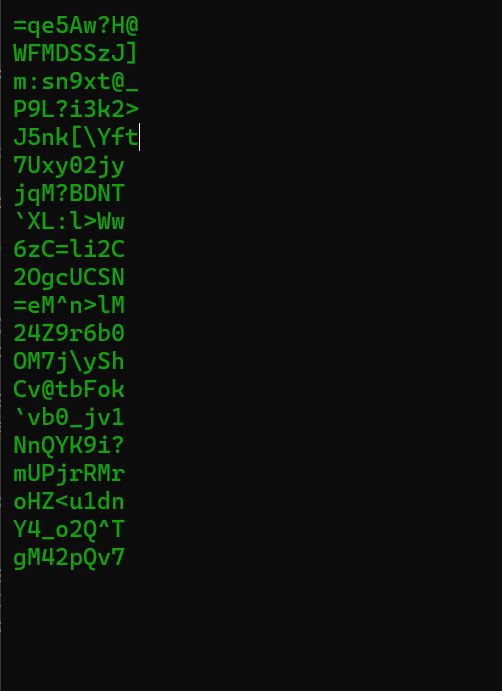 =qe5Aw?H@
WFMDSSzJ]
m:sn9xt@_
P9L?i3k2>
J5nk[\Yft
7Uxy02jy
jqM?BDNT
`XL:l>Ww
6zC=li2C
2OgcUCSN
=eM^n>lM
24Z9r6b0
OM7j\ySh
Cv@tbFok
`vb0_jv1
NnQYK9i?
mUPjrRMr
oHZ<u1dn
Y4_o2Q^T
gM42pQv7